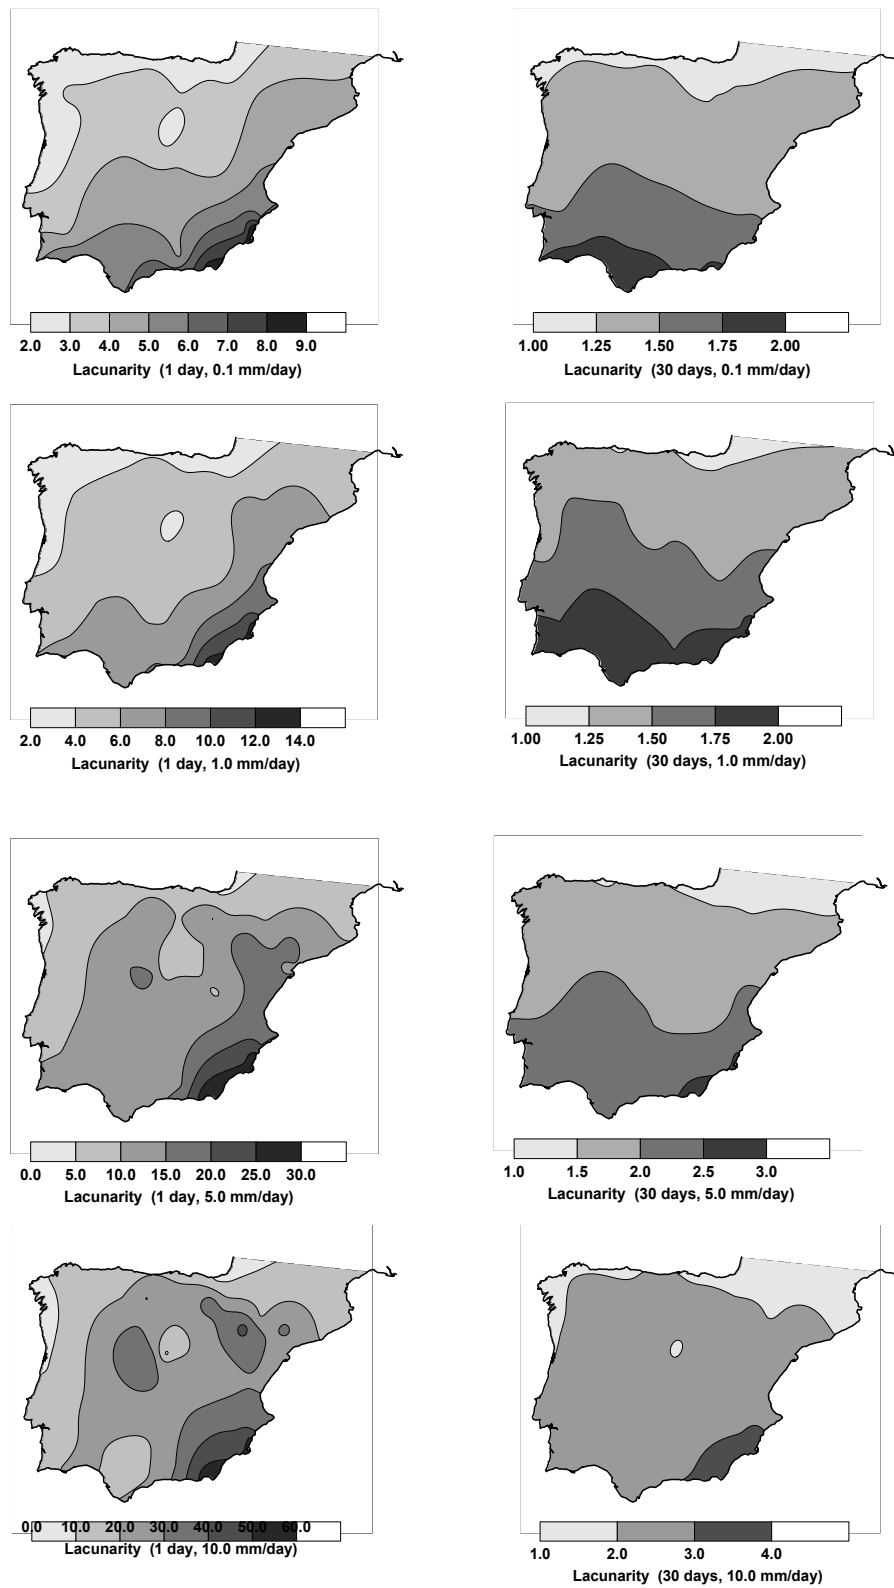 2.0 3.0 4.0 5.0 6.0 7.0 8.0 9.0
Lacunarity (1 day, 0.1 mm/day)
1.00 1.25 1.50 1.75 2.00
Lacunarity (30 days, 0.1 mm/day)
2.0 4.0 6.0 8.0 10.0 12.0 14.0
Lacunarity (1 day, 1.0 mm/day)
1.00 1.25 1.50 1.75 2.00
Lacunarity (30 days, 1.0 mm/day)
0.0 5.0 10.0 15.0 20.0 25.0 30.0
Lacunarity (1 day, 5.0 mm/day)
1.0 1.5 2.0 2.5 3.0
Lacunarity (30 days, 5.0 mm/day)
0.0 10.0 20.0 30.0 40.0 50.0 60.0
Lacunarity (1 day, 10.0 mm/day)
1.0 2.0 3.0 4.0
Lacunarity (30 days, 10.0 mm/day)